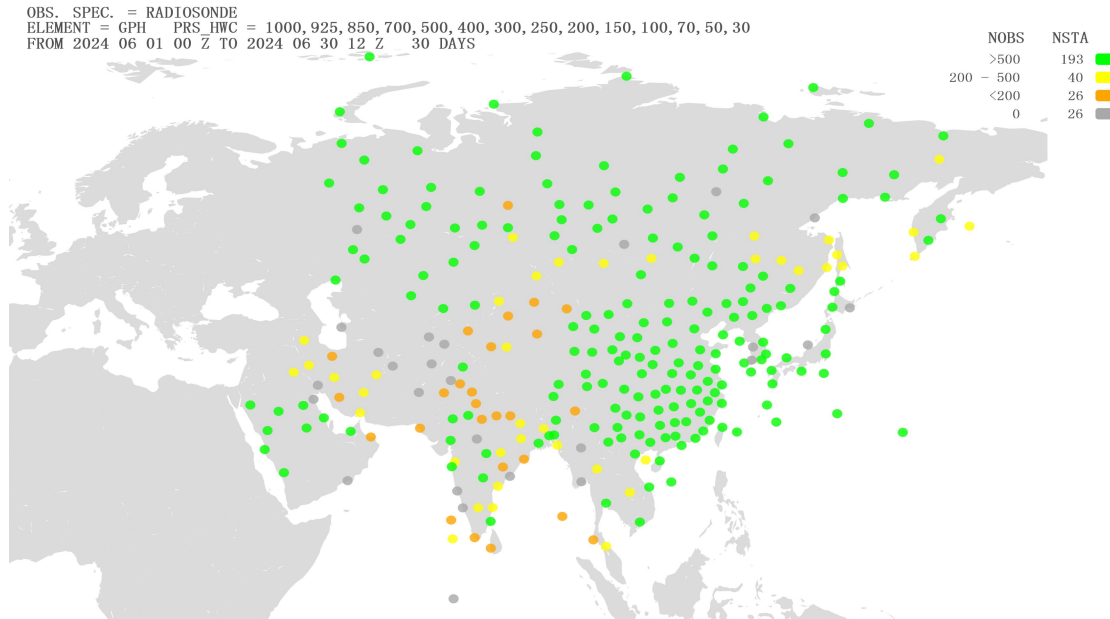 OBS. SPEC. = RADIOSONDE
ELEMENT = GPH PRS_HWC = 1000,925,850,700,500,400,300,250,200,150,100,70,50,30
FROM 2024 06 01 00 Z TO 2024 06 30 12 Z 30 DAYS
NOBS NSTA
>500 193
200 - 500 40
<200 26
0 26